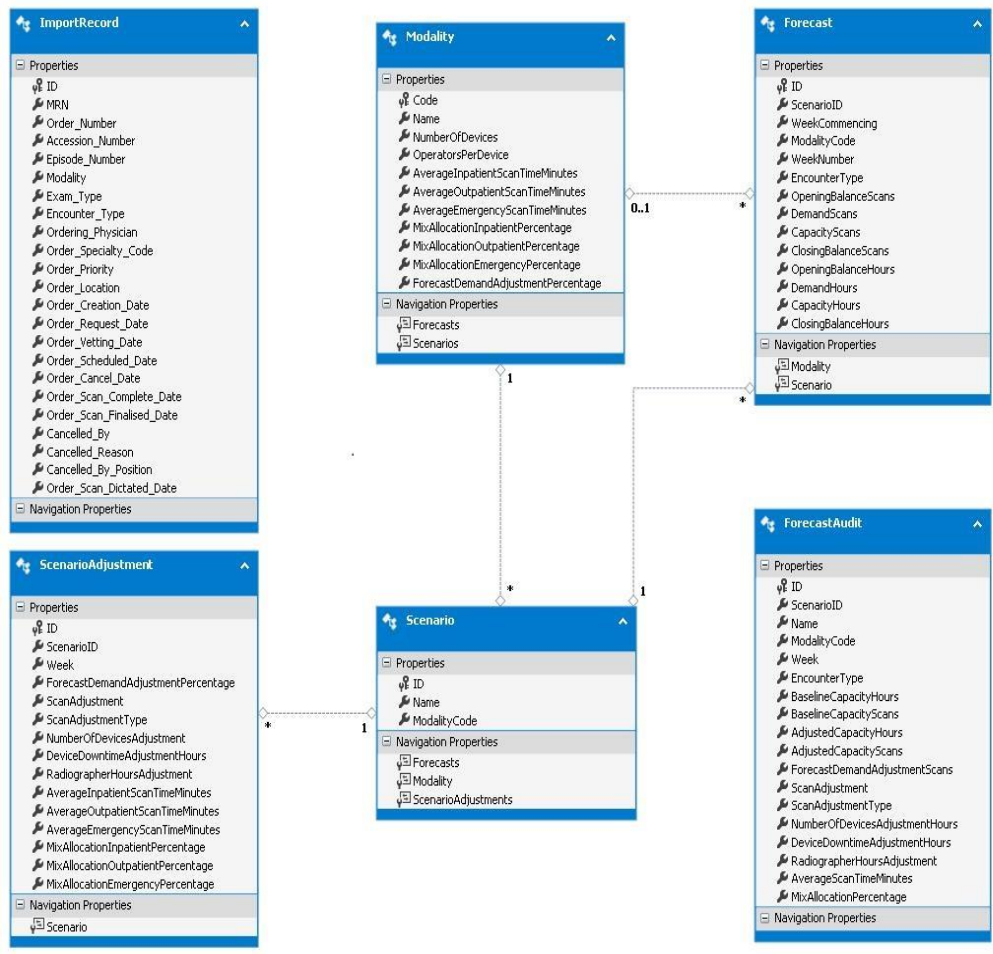 ImportRecord
Properties
ID
MRN
Order_Number
Accession_Number
Episode_Number
Modality
Exam_Type
Encounter_Type
Ordering_Physician
Order_Specialty_Code
Order_Priority
Order_Location
Order_Creation_Date
Order_Request_Date
Order_Vetting_Date
Order_Scheduled_Date
Order_Cancel_Date
Order_Scan_Complete_Date
Order_Scan_Finalised_Date
Cancelled_By
Cancelled_Reason
Cancelled_By_Position
Order_Scan_Dictated_Date
Navigation Properties
Modality
Properties
Code
Name
NumberOfDevices
OperatorsPerDevice
AverageInpatientScanTimeMinutes
AverageOutpatientScanTimeMinutes
AverageEmergencyScanTimeMinutes
MixAllocationInpatientPercentage
MixAllocationOutpatientPercentage
MixAllocationEmergencyPercentage
ForecastDemandAdjustmentPercentage
Navigation Properties
Forecasts
Scenarios
0..1
*
1
*
Forecast
Properties
ID
ScenarioID
WeekCommencing
ModalityCode
WeekNumber
EncounterType
OpeningBalanceScans
DemandScans
CapacityScans
ClosingBalanceScans
OpeningBalanceHours
DemandHours
CapacityHours
ClosingBalanceHours
Navigation Properties
Modality
Scenario
*
1
ScenarioAdjustment
Properties
ID
ScenarioID
Week
ForecastDemandAdjustmentPercentage
ScanAdjustment
ScanAdjustmentType
NumberOfDevicesAdjustment
DeviceDowntimeAdjustmentHours
RadiographerHoursAdjustment
AverageInpatientScanTimeMinutes
AverageOutpatientScanTimeMinutes
AverageEmergencyScanTimeMinutes
MixAllocationInpatientPercentage
MixAllocationOutpatientPercentage
MixAllocationEmergencyPercentage
Navigation Properties
Scenario
*
1
Scenario
Properties
ID
Name
ModalityCode
Navigation Properties
Forecasts
Modality
ScenarioAdjustments
ForecastAudit
Properties
ID
ScenarioID
Name
ModalityCode
Week
EncounterType
BaselineCapacityHours
BaselineCapacityScans
AdjustedCapacityHours
AdjustedCapacityScans
ForecastDemandAdjustmentScans
ScanAdjustment
ScanAdjustmentType
NumberOfDevicesAdjustmentHours
DeviceDowntimeAdjustmentHours
RadiographerHoursAdjustment
AverageScanTimeMinutes
MixAllocationPercentage
Navigation Properties